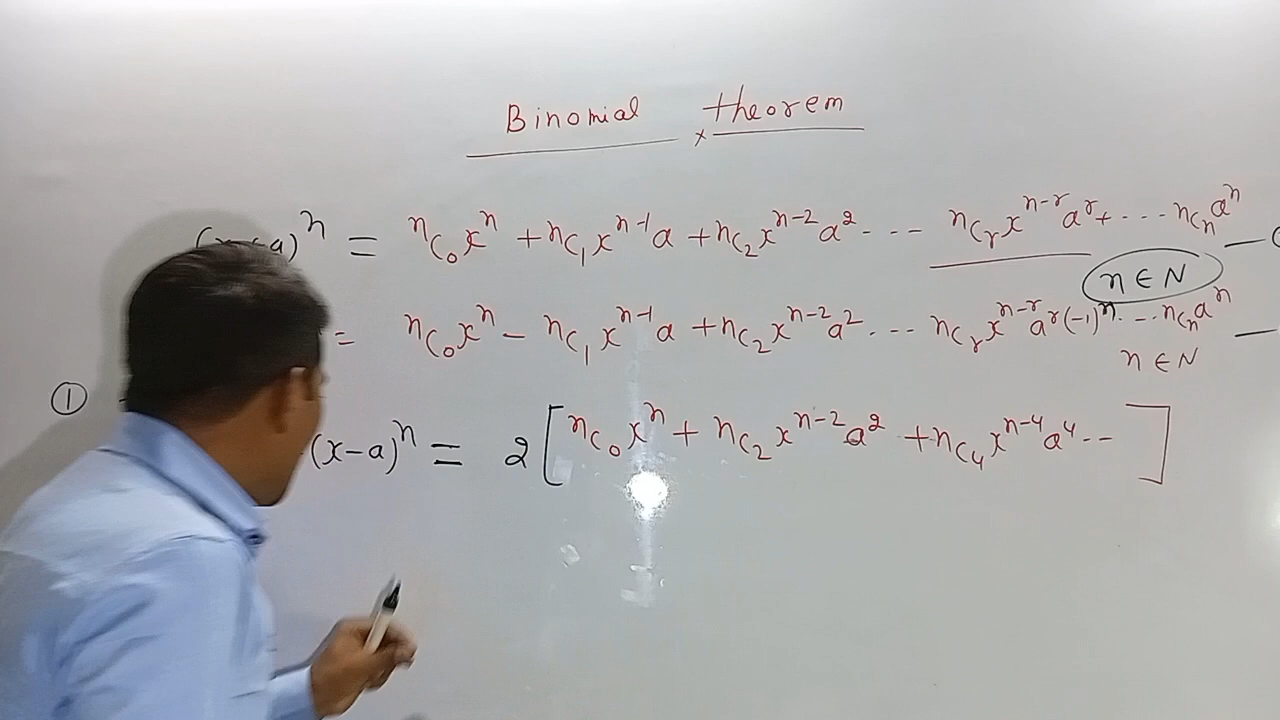 Binomial theorem
(x+a)ⁿ = ⁿC₀xⁿ + ⁿC₁xⁿ⁻¹a + ⁿC₂xⁿ⁻²a² --- ⁿCᵣxⁿ⁻ʳaʳ + --- ⁿCₙaⁿ —
n ∈ N
= ⁿC₀xⁿ - ⁿC₁xⁿ⁻¹a + ⁿC₂xⁿ⁻²a² --- ⁿCᵣxⁿ⁻ʳaʳ(-1) --- ⁿCₙaⁿ —
n ∈ N
①
(x-a)ⁿ = 2[ⁿC₀xⁿ + ⁿC₂xⁿ⁻²a² + ⁿC₄xⁿ⁻⁴a⁴ --]